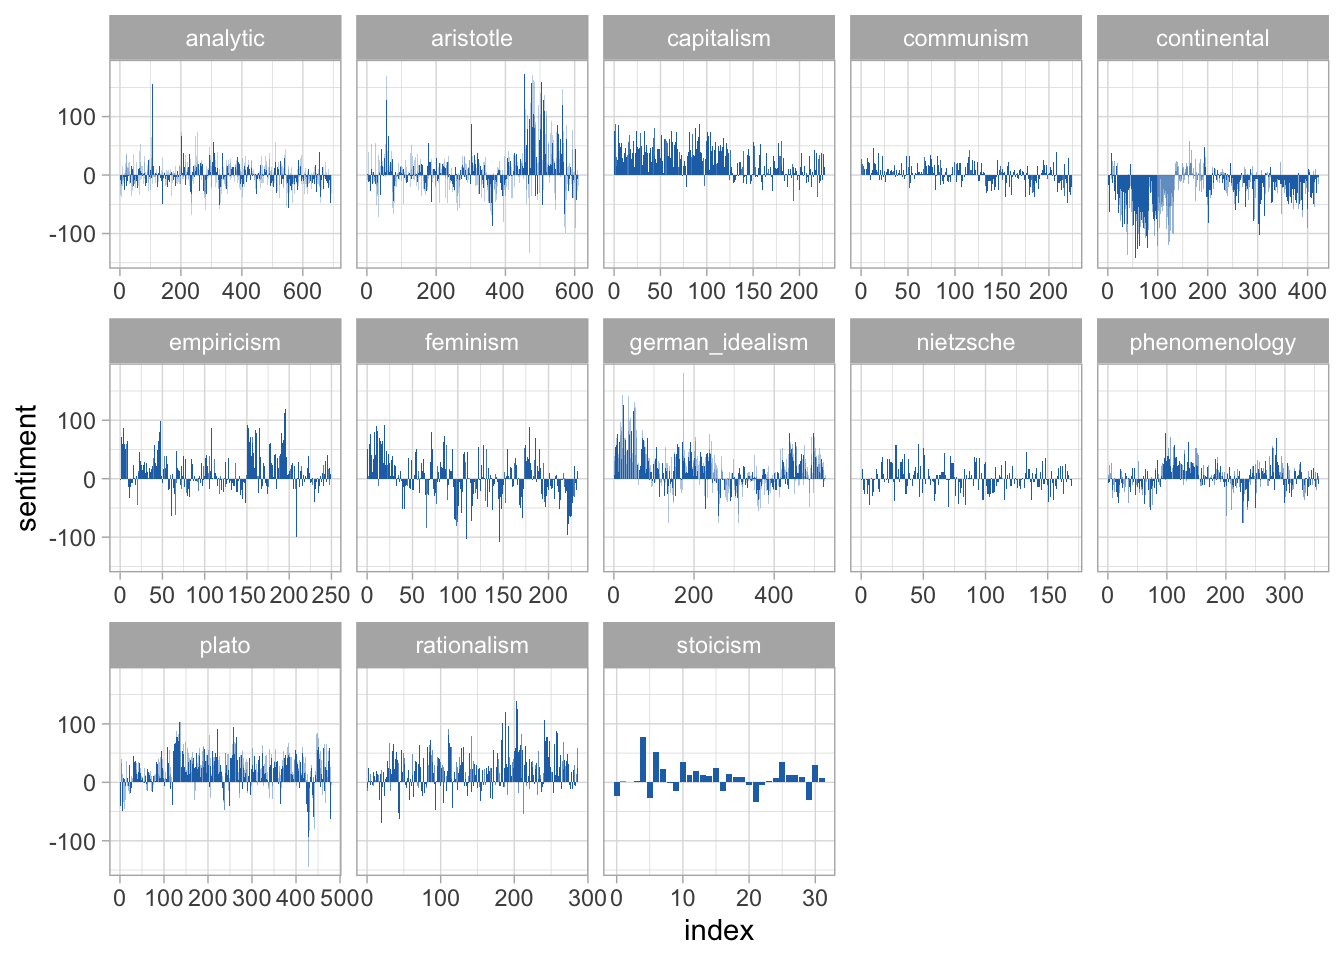 analytic aristotle capitalism communism continental
100
0
-100
0 200 400 600 0 200 400 600 0 50 100 150 200 0 50 100 150 200 0 100 200 300 400
empiricism feminism german_idealism nietzsche phenomenology
100
0
-100
0 50 100 150 200 250 0 50 100 150 200 0 200 400 0 50 100 150 0 100 200 300
plato rationalism stoicism
100
0
-100
0 100 200 300 400 500 0 100 200 300 0 10 20 30
sentiment
index